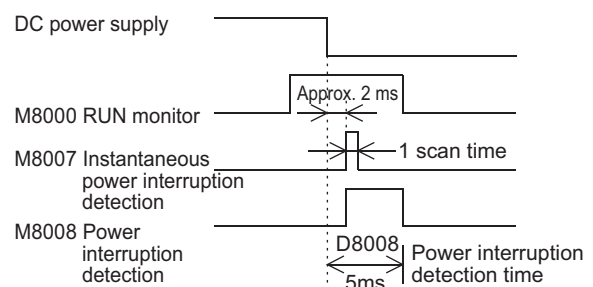 DC power supply
Approx. 2 ms
M8000 RUN monitor
M8007 Instantaneous
power interruption
detection
1 scan time
M8008 Power
interruption
detection
D8008
5ms
Power interruption
detection time